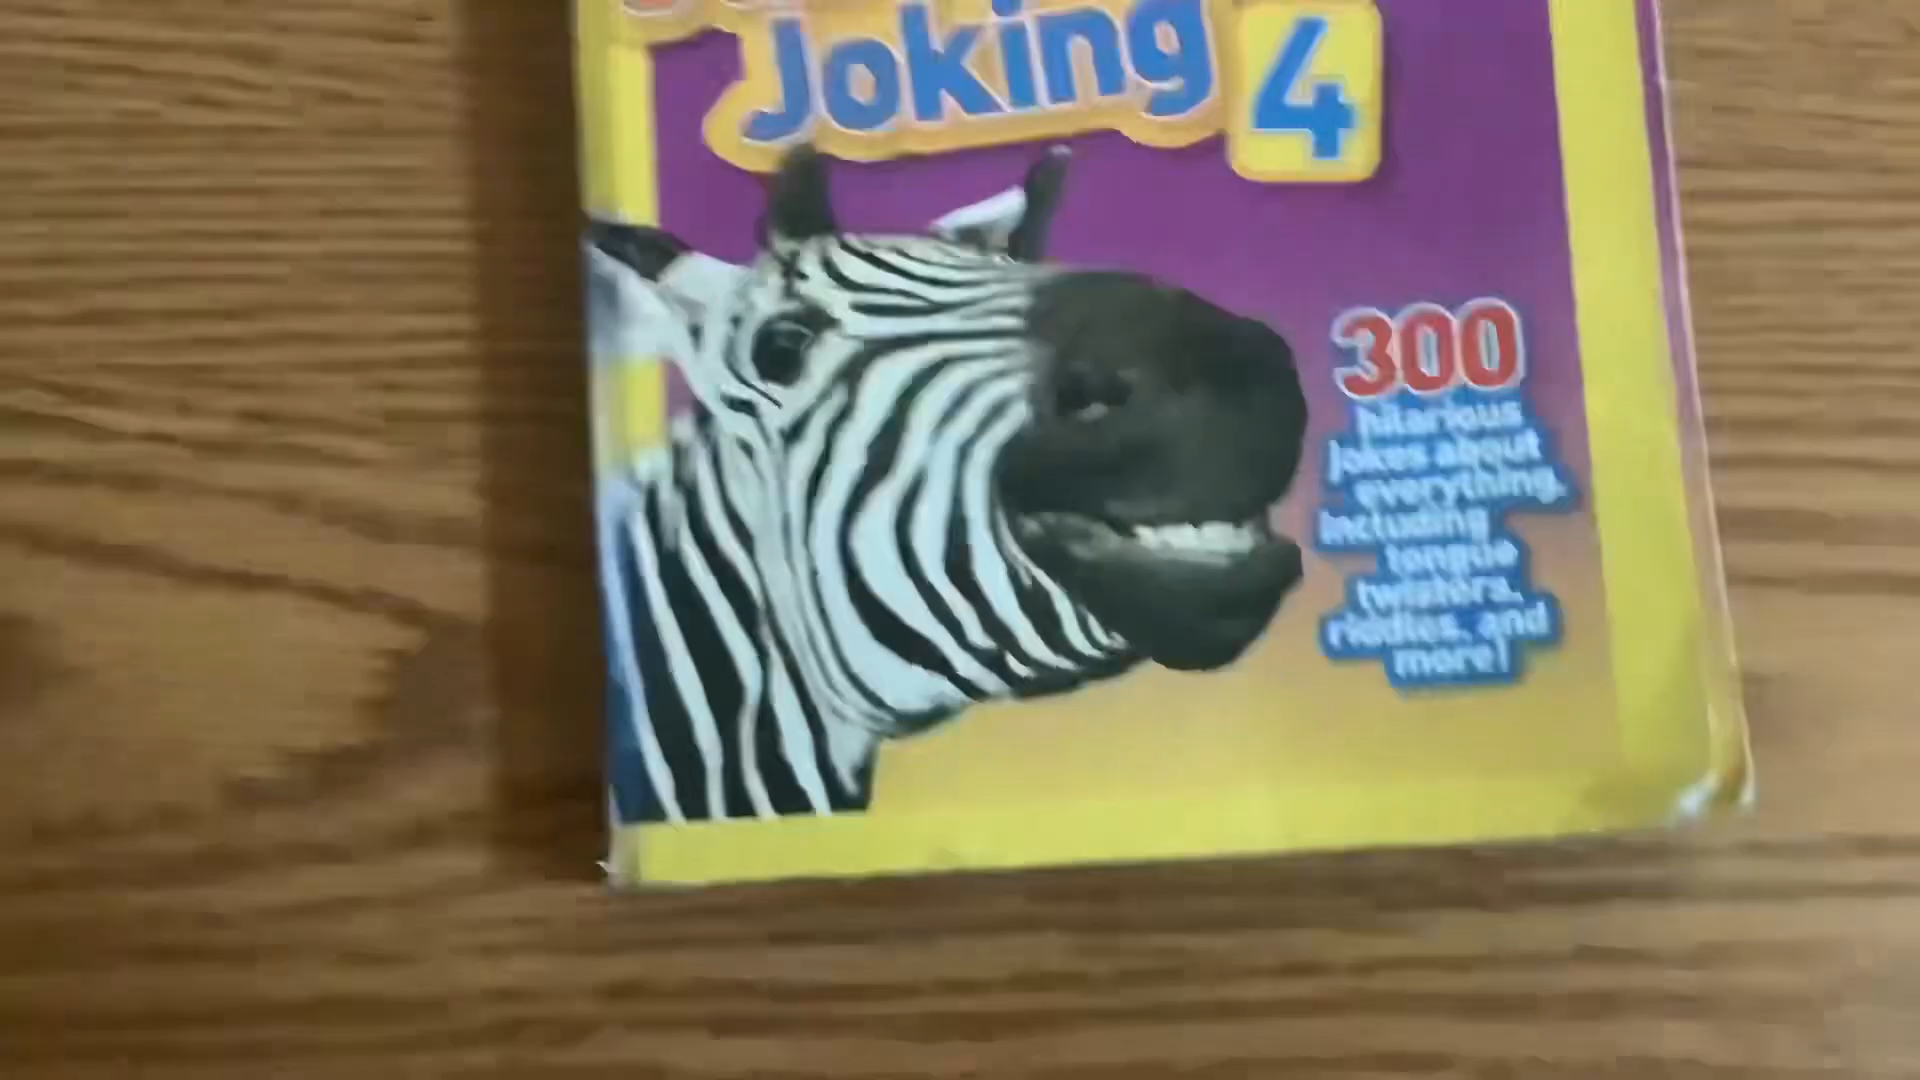 Joking 4
300
hilarious
jokes about
everything,
including
tongue
twisters,
riddles, and
more!